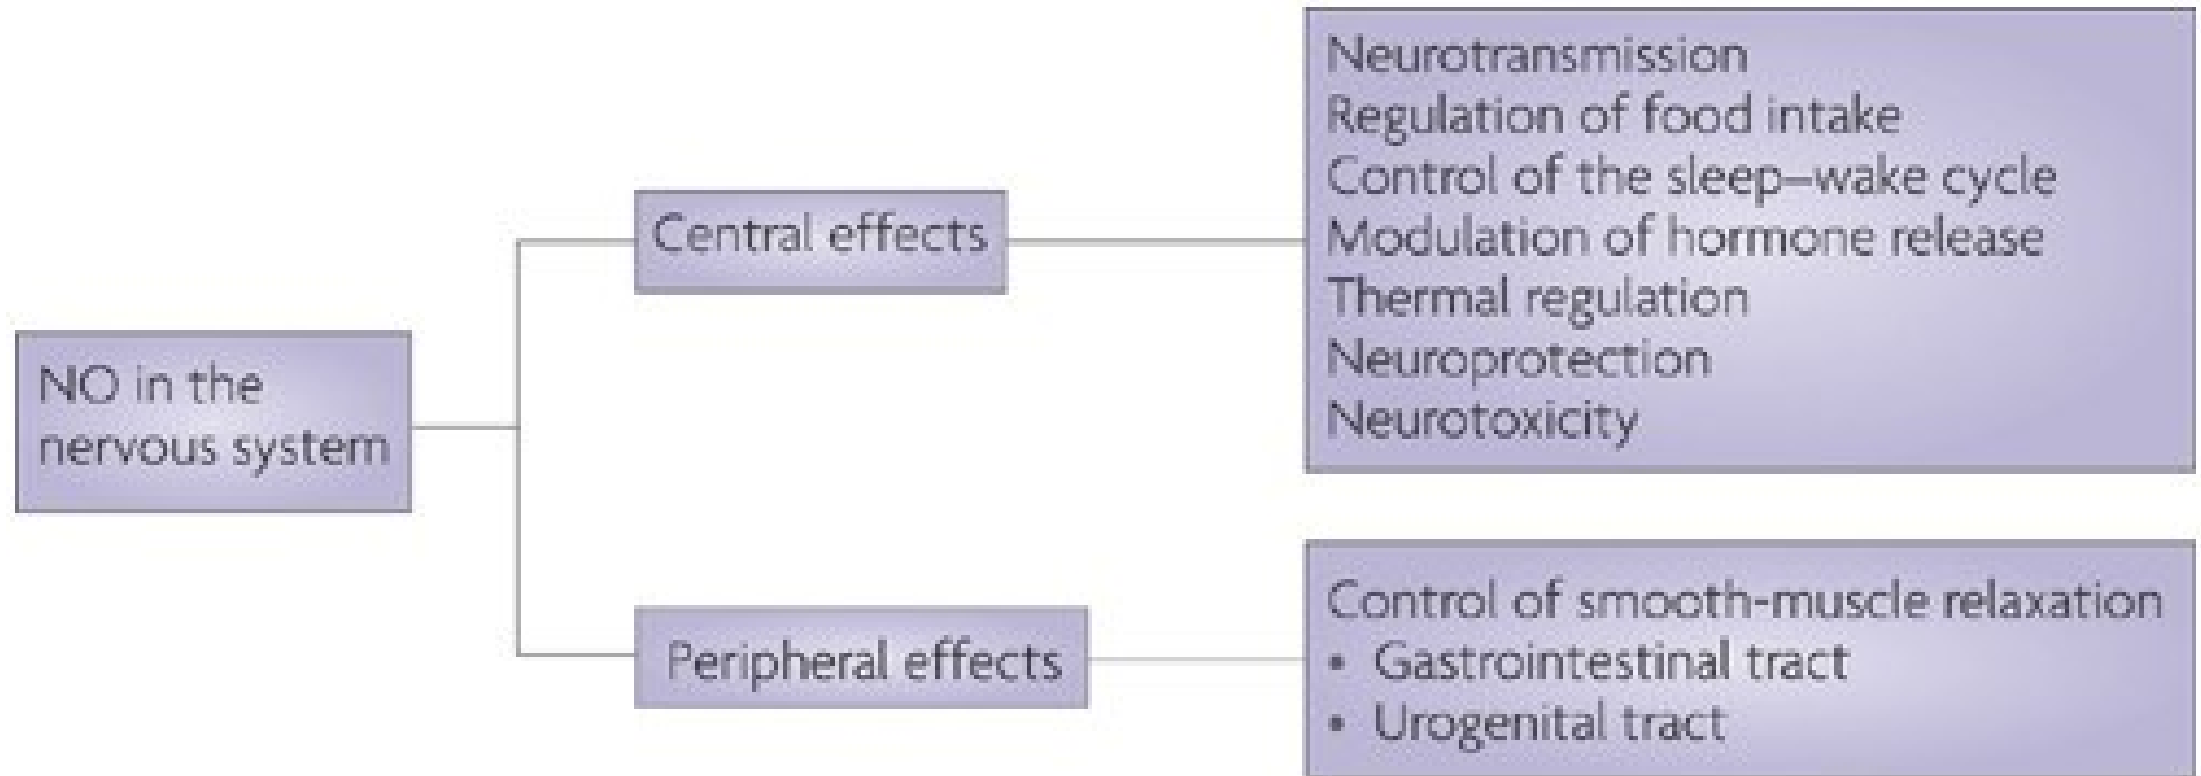 NO in the
nervous system
Central effects
Neurotransmission
Regulation of food intake
Control of the sleep–wake cycle
Modulation of hormone release
Thermal regulation
Neuroprotection
Neurotoxicity
Peripheral effects
Control of smooth-muscle relaxation
• Gastrointestinal tract
• Urogenital tract